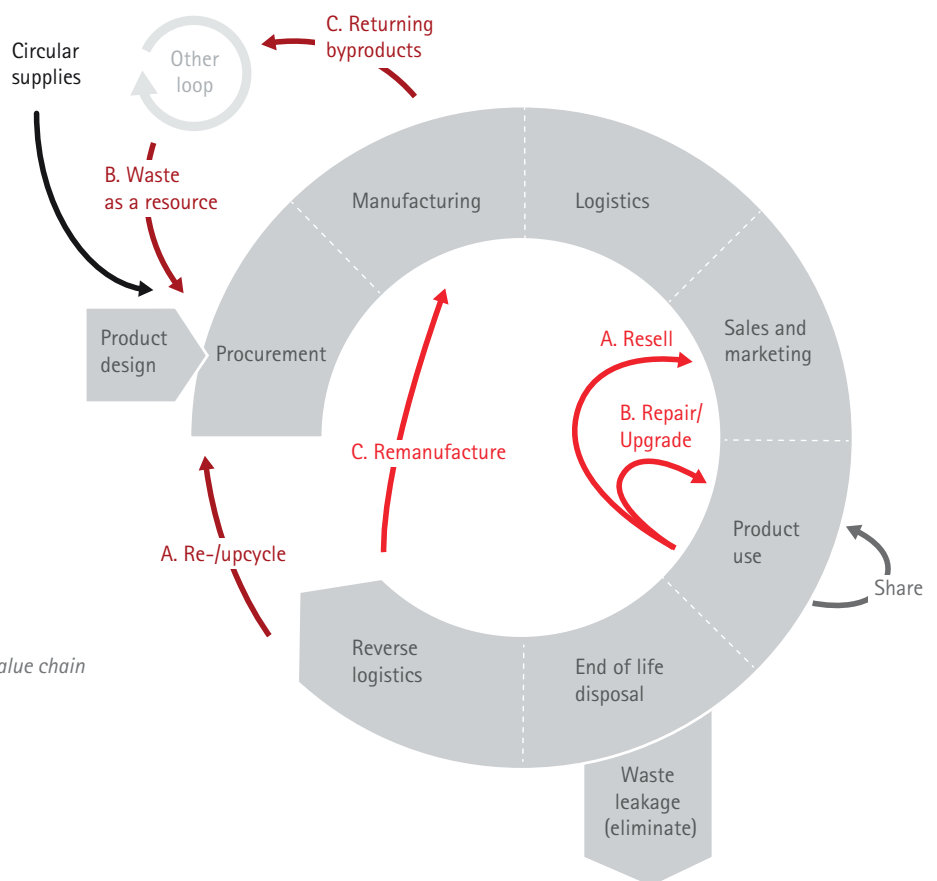 Circular
supplies
Other
loop
C. Returning
byproducts
B. Waste
as a resource
Manufacturing
Logistics
Product
design
Procurement
A. Resell
Sales and
marketing
B. Repair/
Upgrade
C. Remanufacture
Product
use
A. Re-/upcycle
Share
Reverse
logistics
End of life
disposal
alue chain
Waste
leakage
(eliminate)